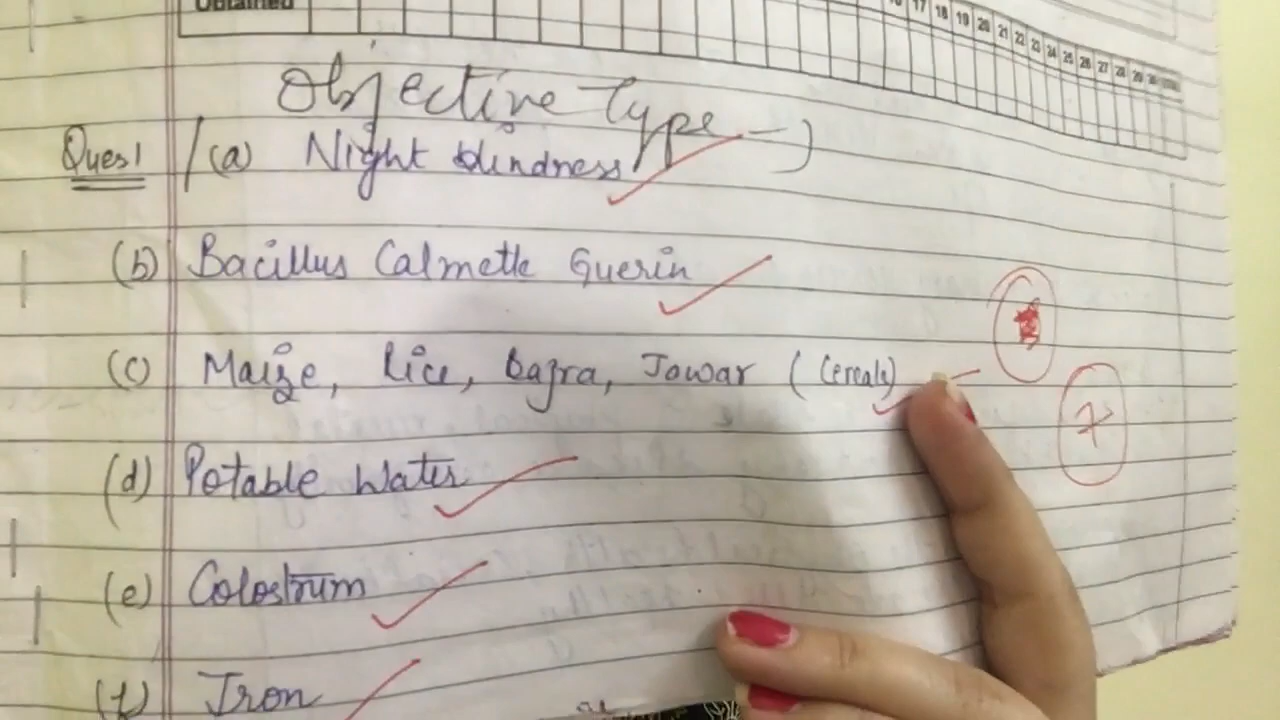 Obtained
17 18 19 20 21 22 23 24 25 26 27 28 29 30
Objective Type -)
Ques1 (a) Night blindness
(b) Bacillus Calmette Guerin
(c) Maize, Rice, Bajra, Jowar (Cereals)
(d) Potable Water
(e) Colostrum
(f) Iron
7